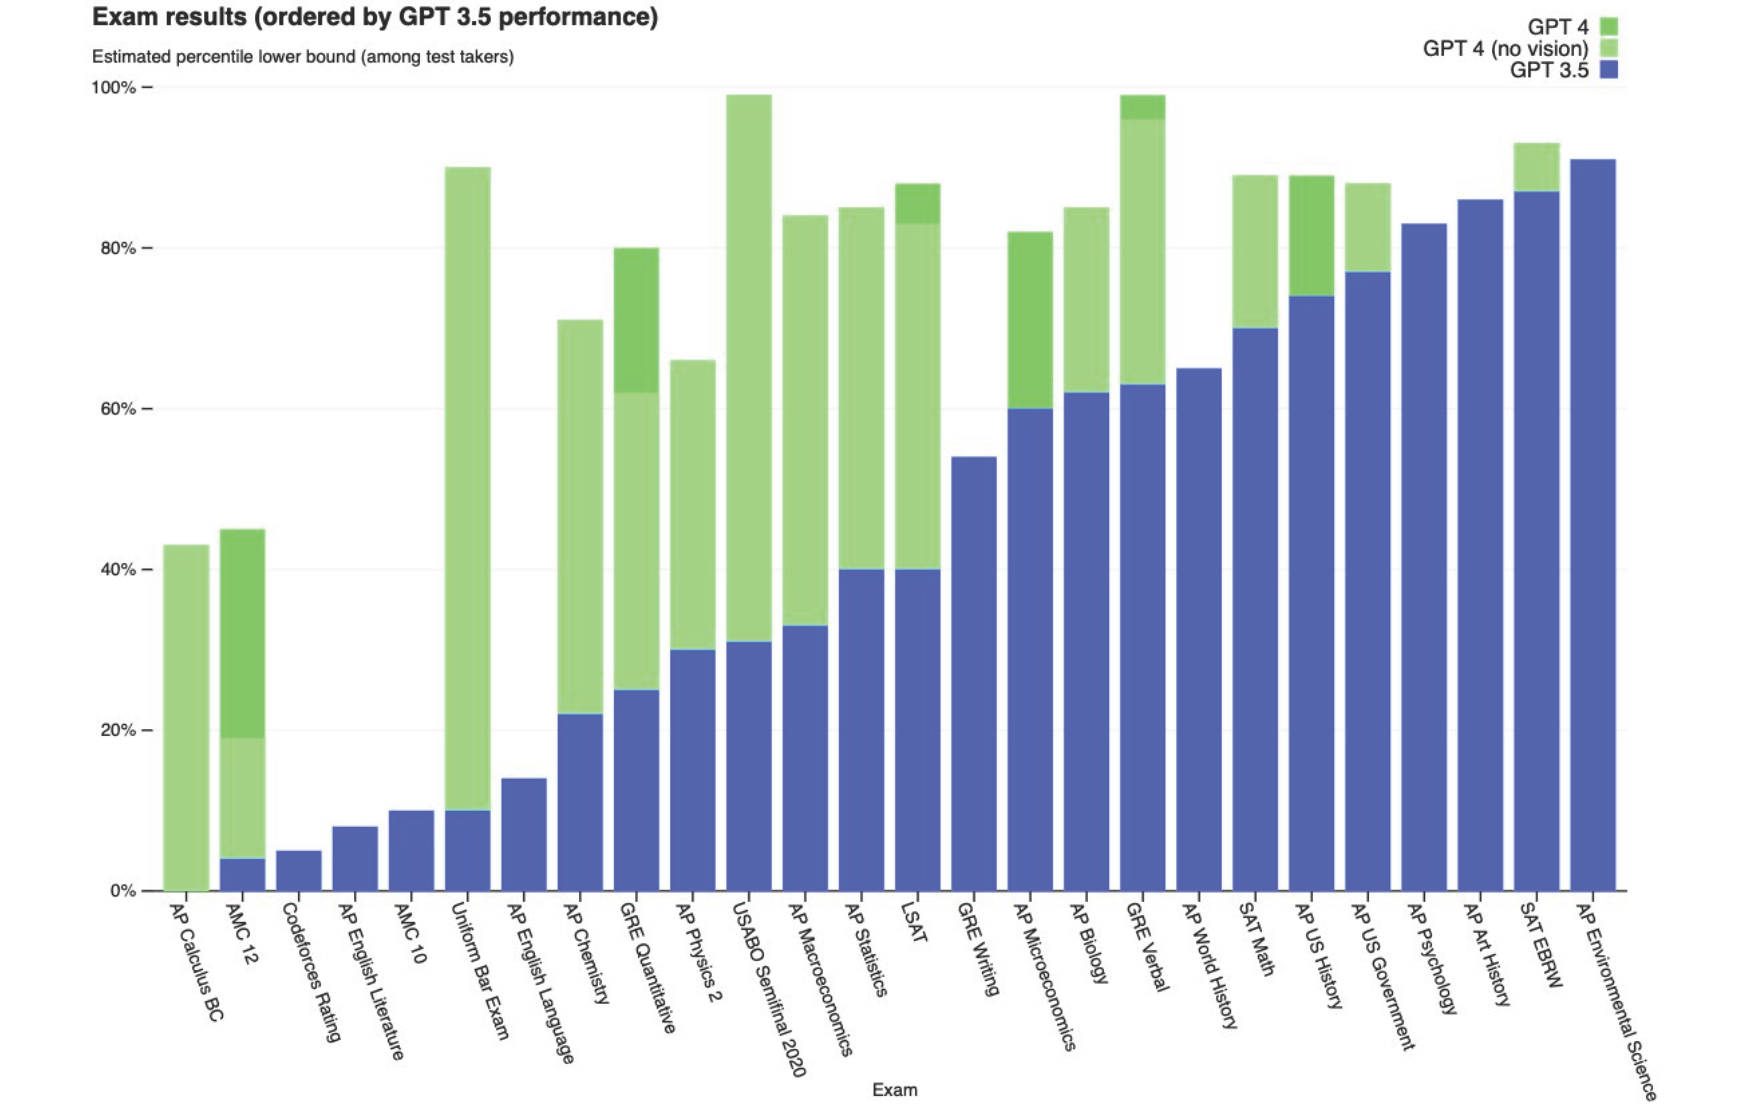 Exam results (ordered by GPT 3.5 performance)
Estimated percentile lower bound (among test takers)
GPT 4
GPT 4 (no vision)
GPT 3.5
100%
80%
60%
40%
20%
0%
AP Calculus BC
AMC 12
Codeforces Rating
AP English Literature
AMC 10
Uniform Bar Exam
AP English Language
AP Chemistry
GRE Quantitative
AP Physics 2
USABO Semifinal 2020
AP Macroeconomics
AP Statistics
LSAT
GRE Writing
AP Microeconomics
AP Biology
GRE Verbal
AP World History
SAT Math
AP US History
AP US Government
AP Psychology
AP Art History
SAT EBRW
AP Environmental Science
Exam